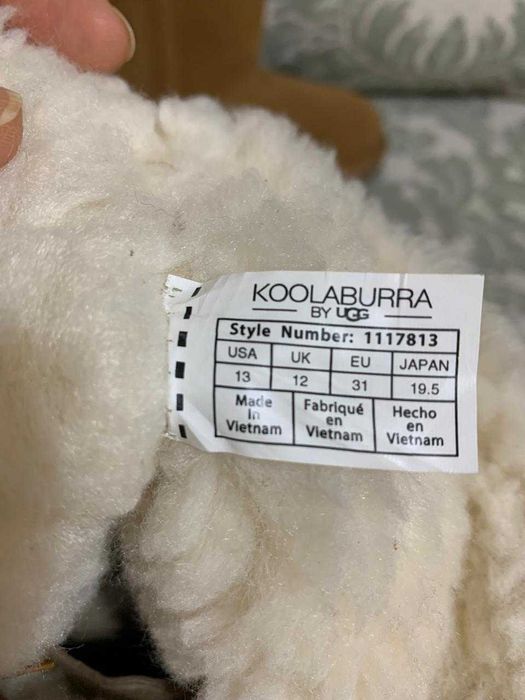 KOOLABURRA
BY UGG
Style Number: 1117813
USA UK EU JAPAN
13 12 31 19.5
Made in Vietnam
Fabriqué en Vietnam
Hecho en Vietnam